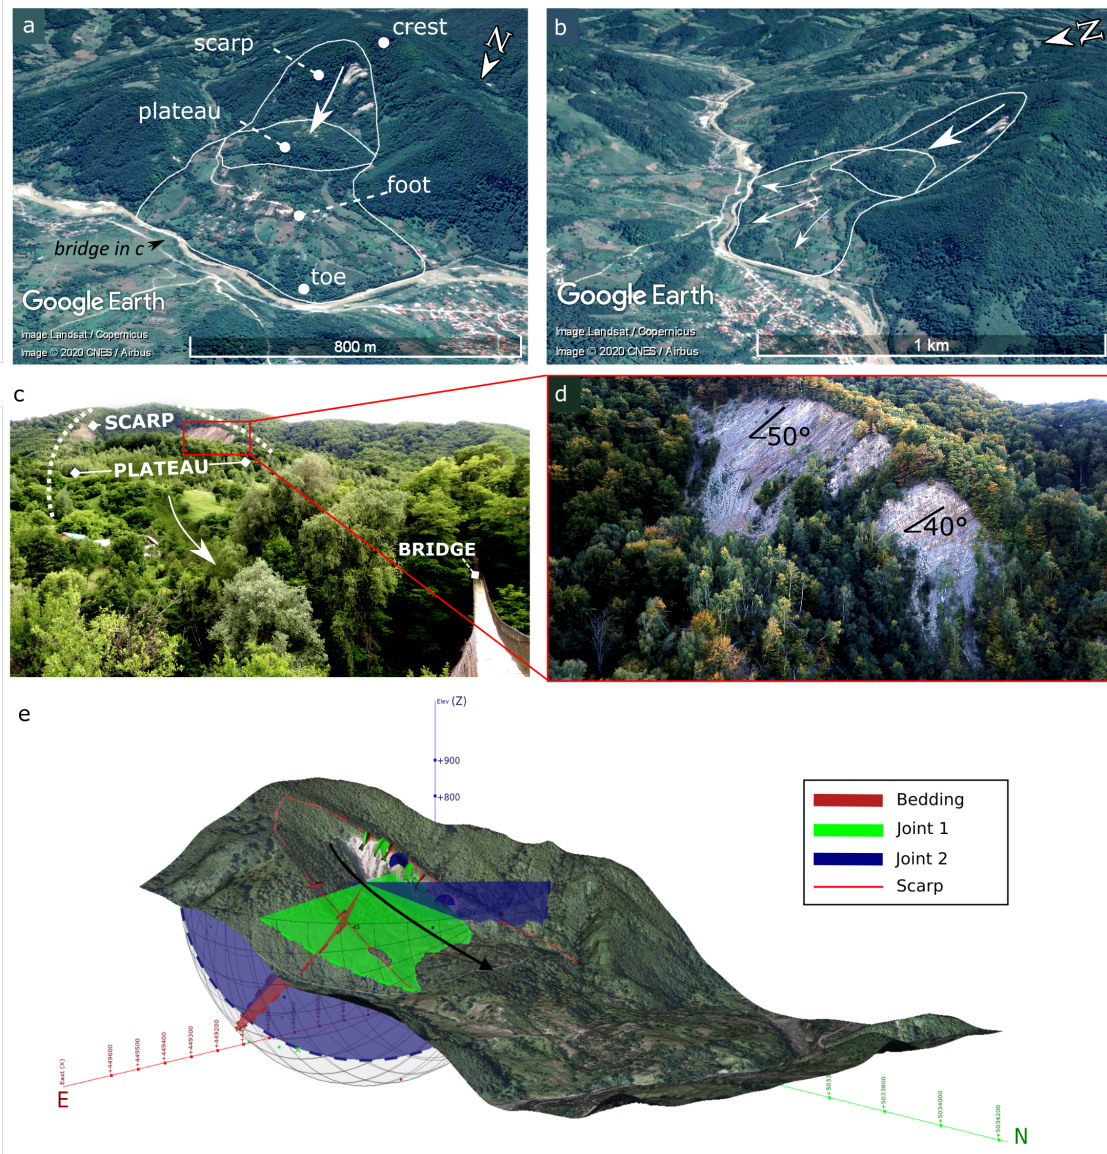 a
crest
N
scarp
plateau
foot
bridge in c
toe
Google Earth
Image Landsat / Copernicus
Image © 2020 CNES / Airbus
800 m
b
N
Google Earth
Image Landsat / Copernicus
Image © 2020 CNES / Airbus
1 km
c
SCARP
PLATEAU
BRIDGE
d
50°
40°
e
Elev (Z)
+900
+800
Bedding
Joint 1
Joint 2
Scarp
45
East (X)
+449600
+449500
+449400
+449300
+449200
E
+5033800
+5034000
+5034200
N